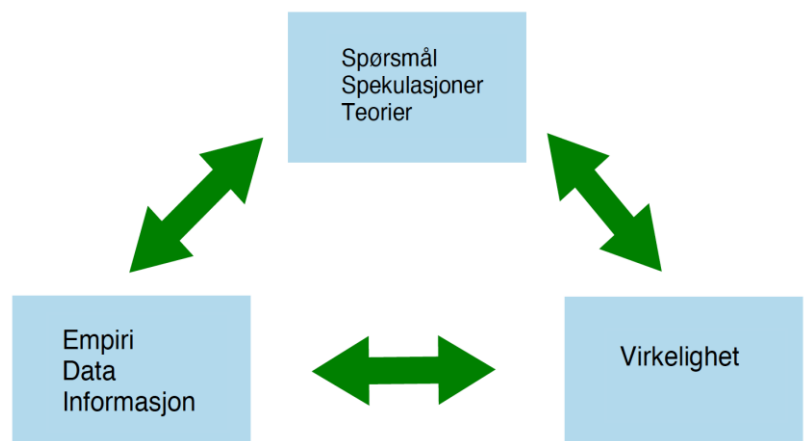 Spørsmål
Spekulasjoner
Teorier
Empiri
Data
Informasjon
Virkelighet